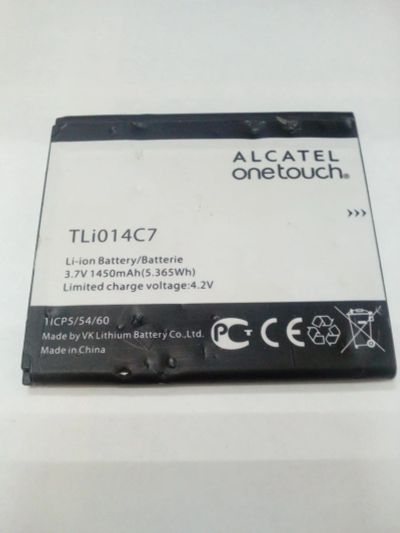 ALCATEL
onetouch®
>>>
TLi014C7
Li-ion Battery/Batterie
3.7V 1450mAh(5.365Wh)
Limited charge voltage:4.2V
1ICP5/54/60
Made by VK Lithium Battery Co.,Ltd.
in China